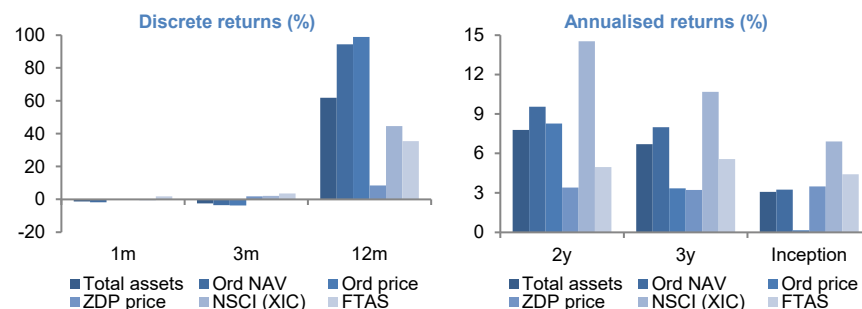 Discrete returns (%)
100
80
60
40
20
0
-20
1m 3m 12m
Total assets Ord NAV Ord price
ZDP price NSCI (XIC) FTAS
Annualised returns (%)
15
12
9
6
3
0
2y 3y Inception
Total assets Ord NAV Ord price
ZDP price NSCI (XIC) FTAS